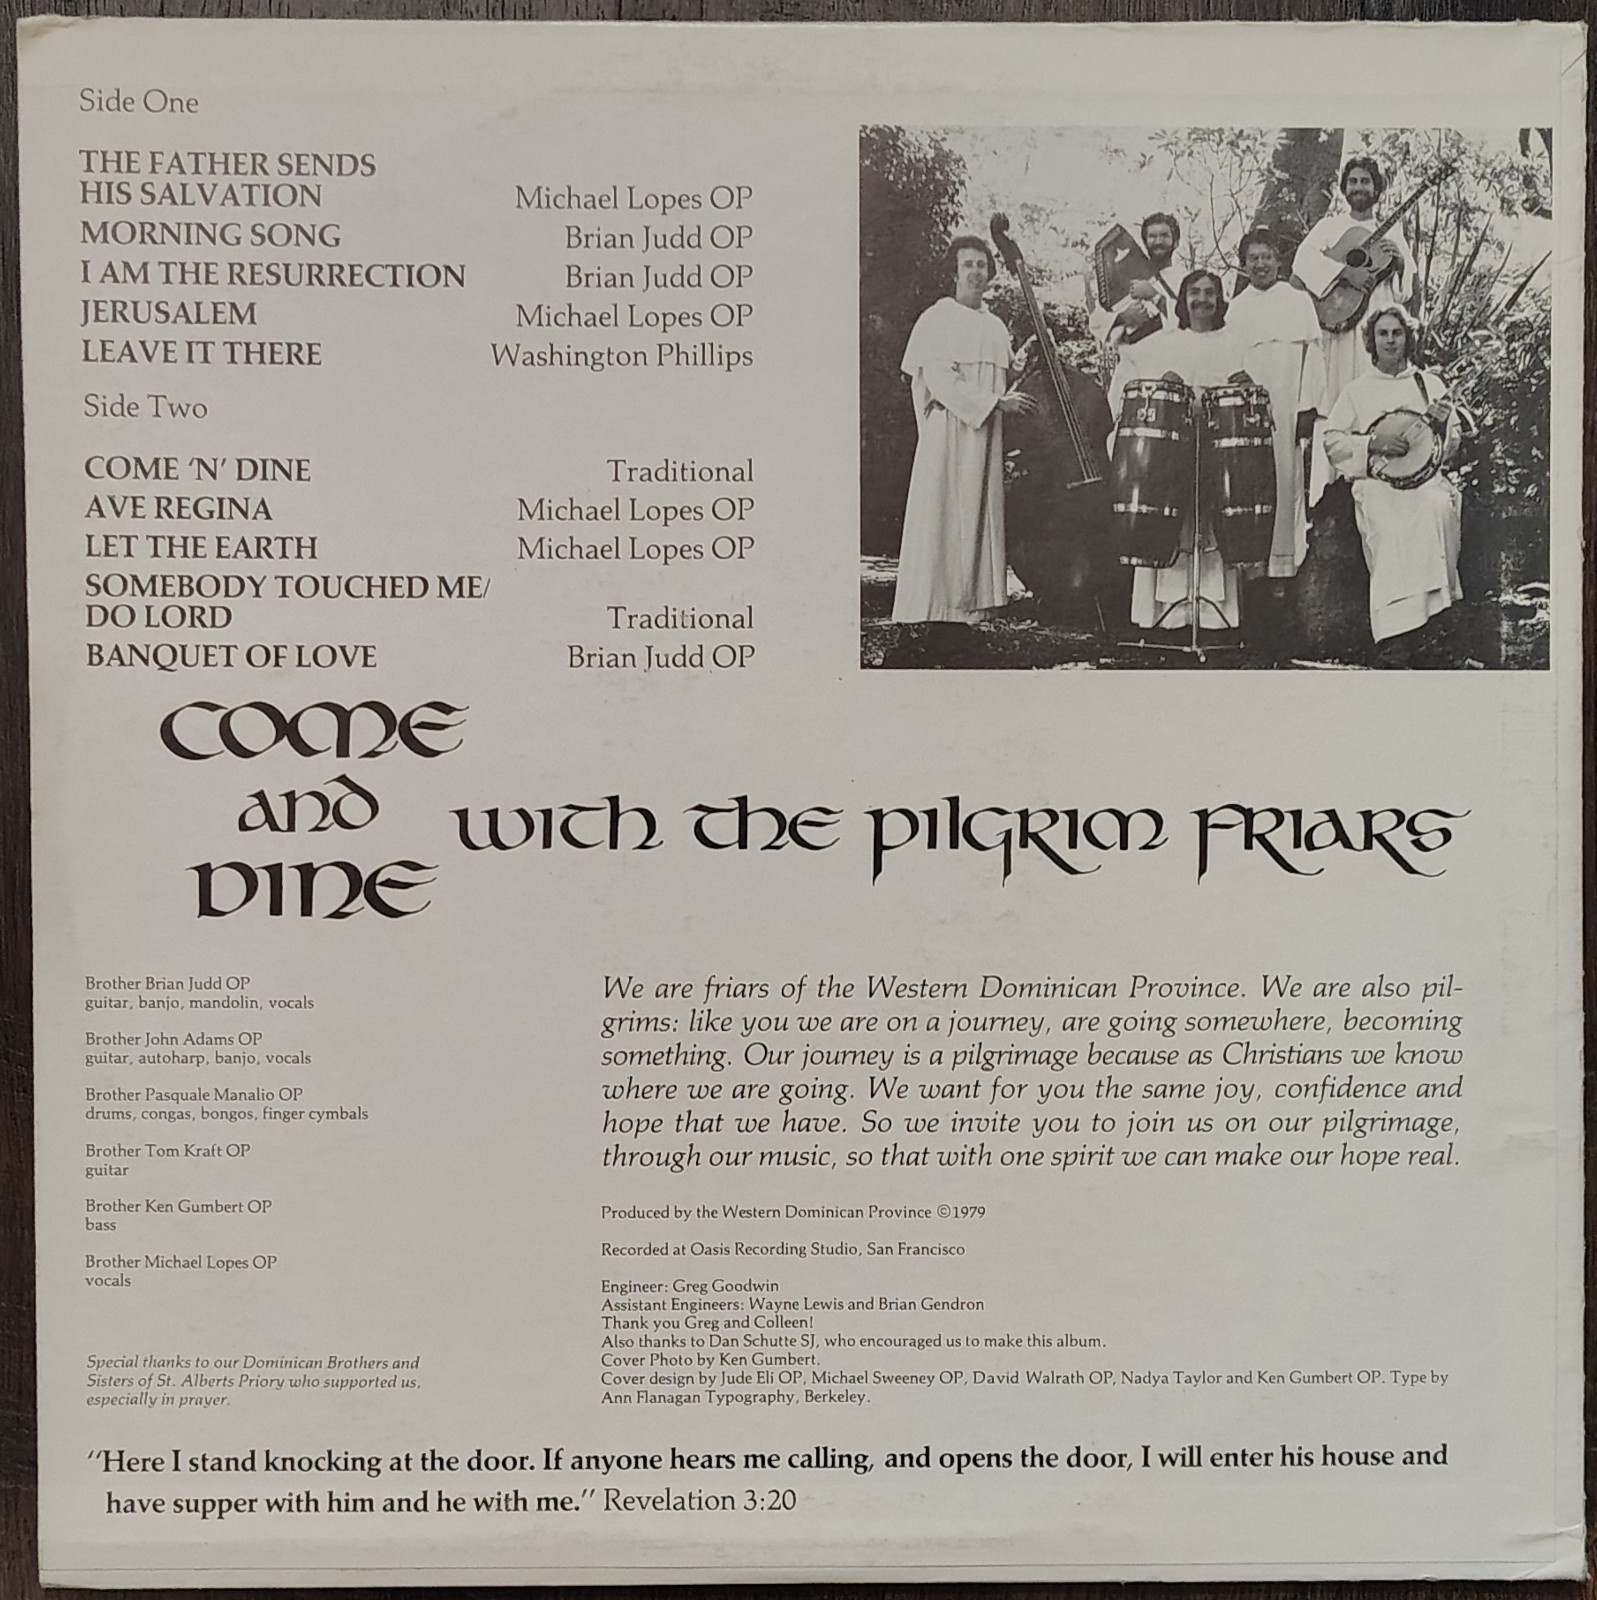 Side One
THE FATHER SENDS
HIS SALVATION Michael Lopes OP
MORNING SONG Brian Judd OP
I AM THE RESURRECTION Brian Judd OP
JERUSALEM Michael Lopes OP
LEAVE IT THERE Washington Phillips
Side Two
COME 'N' DINE Traditional
AVE REGINA Michael Lopes OP
LET THE EARTH Michael Lopes OP
SOMEBODY TOUCHED ME/
DO LORD Traditional
BANQUET OF LOVE Brian Judd OP
COME
AND
DINE
WITH THE PILGRIM FRIARS
Brother Brian Judd OP
guitar, banjo, mandolin, vocals
Brother John Adams OP
guitar, autoharp, banjo, vocals
Brother Pasquale Manalio OP
drums, congas, bongos, finger cymbals
Brother Tom Kraft OP
guitar
Brother Ken Gumbert OP
bass
Brother Michael Lopes OP
vocals
Special thanks to our Dominican Brothers and
Sisters of St. Alberts Priory who supported us,
especially in prayer.
We are friars of the Western Dominican Province. We are also pil-
grims: like you we are on a journey, are going somewhere, becoming
something. Our journey is a pilgrimage because as Christians we know
where we are going. We want for you the same joy, confidence and
hope that we have. So we invite you to join us on our pilgrimage,
through our music, so that with one spirit we can make our hope real.
Produced by the Western Dominican Province ©1979
Recorded at Oasis Recording Studio, San Francisco
Engineer: Greg Goodwin
Assistant Engineers: Wayne Lewis and Brian Gendron
Thank you Greg and Colleen!
Also thanks to Dan Schutte SJ, who encouraged us to make this album.
Cover Photo by Ken Gumbert.
Cover design by Jude Eli OP, Michael Sweeney OP, David Walrath OP, Nadya Taylor and Ken Gumbert OP. Type by
Ann Flanagan Typography, Berkeley.
"Here I stand knocking at the door. If anyone hears me calling, and opens the door, I will enter his house and
have supper with him and he with me." Revelation 3:20